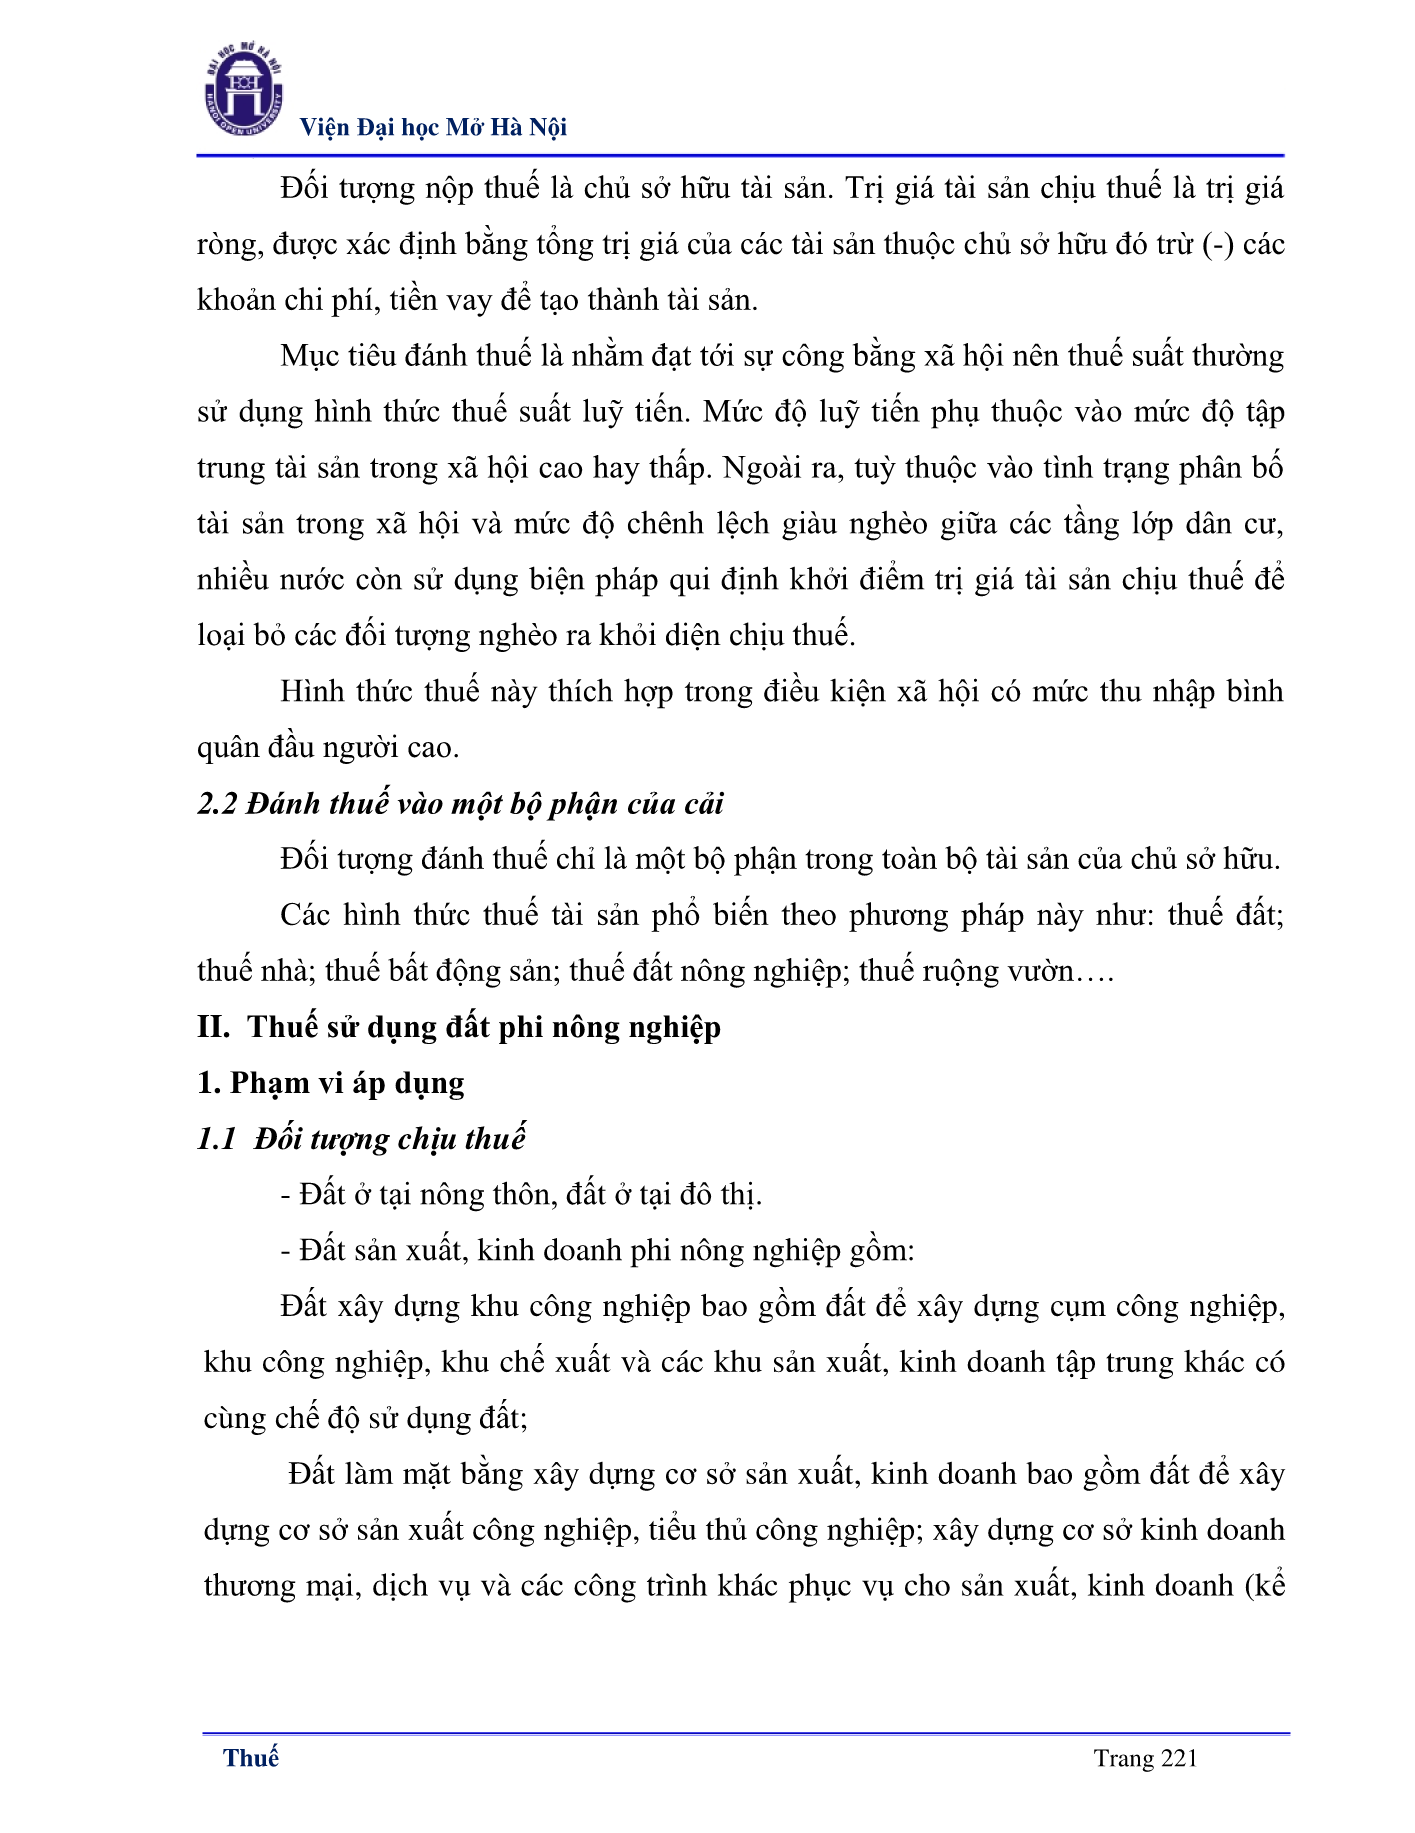 ĐẠI HỌC MỞ HÀ NỘI
HANOI OPEN UNIVERSITY
Viện Đại học Mở Hà Nội
Đối tượng nộp thuế là chủ sở hữu tài sản. Trị giá tài sản chịu thuế là trị giá
ròng, được xác định bằng tổng trị giá của các tài sản thuộc chủ sở hữu đó trừ (-) các
khoản chi phí, tiền vay để tạo thành tài sản.
Mục tiêu đánh thuế là nhằm đạt tới sự công bằng xã hội nên thuế suất thường
sử dụng hình thức thuế suất luỹ tiến. Mức độ luỹ tiến phụ thuộc vào mức độ tập
trung tài sản trong xã hội cao hay thấp. Ngoài ra, tuỳ thuộc vào tình trạng phân bố
tài sản trong xã hội và mức độ chênh lệch giàu nghèo giữa các tầng lớp dân cư,
nhiều nước còn sử dụng biện pháp qui định khởi điểm trị giá tài sản chịu thuế để
loại bỏ các đối tượng nghèo ra khỏi diện chịu thuế.
Hình thức thuế này thích hợp trong điều kiện xã hội có mức thu nhập bình
quân đầu người cao.
2.2 Đánh thuế vào một bộ phận của cải
Đối tượng đánh thuế chỉ là một bộ phận trong toàn bộ tài sản của chủ sở hữu.
Các hình thức thuế tài sản phổ biến theo phương pháp này như: thuế đất;
thuế nhà; thuế bất động sản; thuế đất nông nghiệp; thuế ruộng vườn….
II. Thuế sử dụng đất phi nông nghiệp
1. Phạm vi áp dụng
1.1 Đối tượng chịu thuế
- Đất ở tại nông thôn, đất ở tại đô thị.
- Đất sản xuất, kinh doanh phi nông nghiệp gồm:
Đất xây dựng khu công nghiệp bao gồm đất để xây dựng cụm công nghiệp,
khu công nghiệp, khu chế xuất và các khu sản xuất, kinh doanh tập trung khác có
cùng chế độ sử dụng đất;
Đất làm mặt bằng xây dựng cơ sở sản xuất, kinh doanh bao gồm đất để xây
dựng cơ sở sản xuất công nghiệp, tiểu thủ công nghiệp; xây dựng cơ sở kinh doanh
thương mại, dịch vụ và các công trình khác phục vụ cho sản xuất, kinh doanh (kể
Thuế
Trang 221